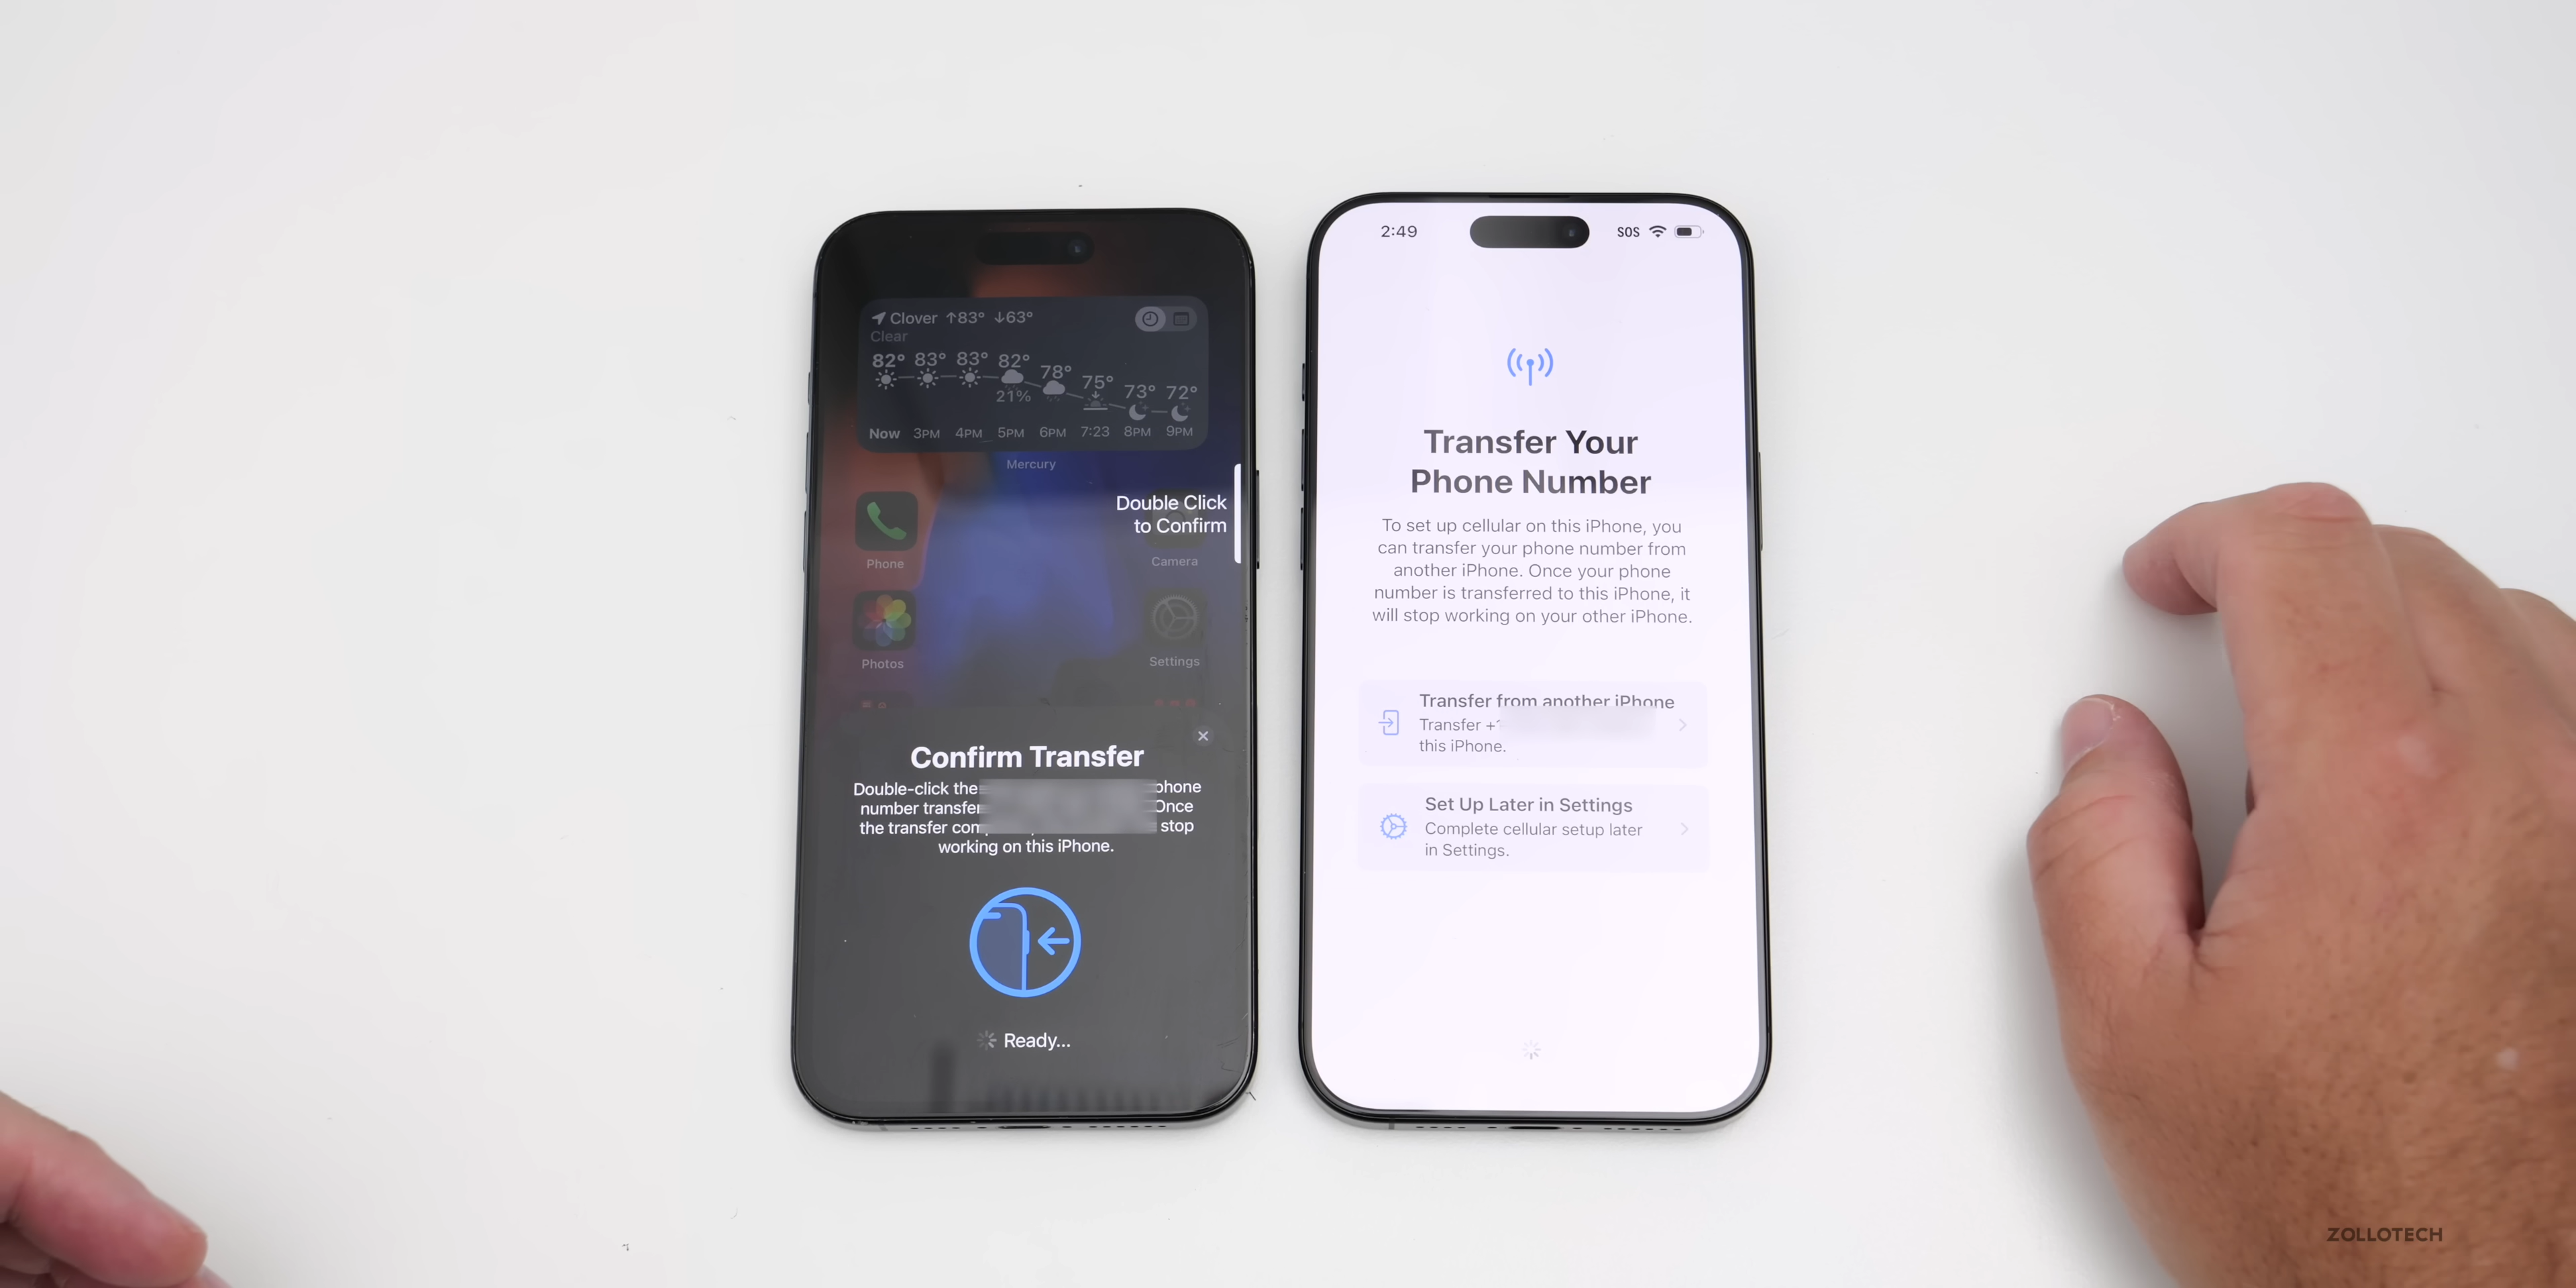 Clover ↑83° ↓63°
Clear
82° 83° 83° 82° 78° 75° 73° 72°
21%
Now 3PM 4PM 5PM 6PM 7:23 8PM 9PM
Mercury
Double Click
to Confirm
Phone
Camera
Photos
Settings
Confirm Transfer
Double-click the phone
number transfer Once
the transfer stop
working on this iPhone.
Ready...
2:49 SOS
Transfer Your
Phone Number
To set up cellular on this iPhone, you
can transfer your phone number from
another iPhone. Once your phone
number is transferred to this iPhone, it
will stop working on your other iPhone.
Transfer from another iPhone
Transfer +
this iPhone.
Set Up Later in Settings
Complete cellular setup later
in Settings.
ZOLLOTECH